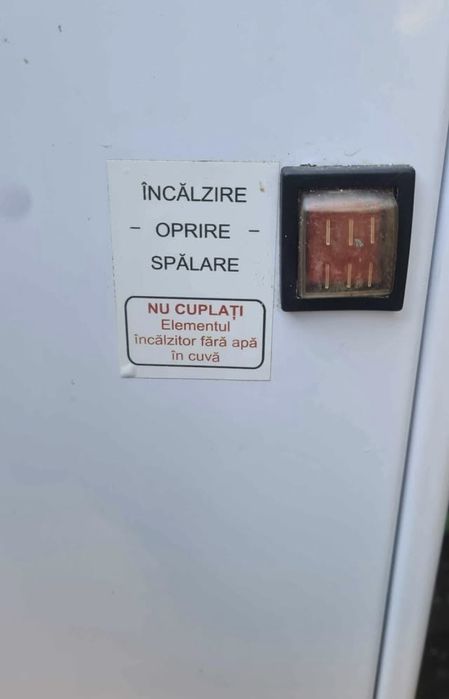 ÎNCĂLZIRE
– OPRIRE –
SPĂLARE
NU CUPLAȚI
Elementul
încălzitor fără apă
în cuvă